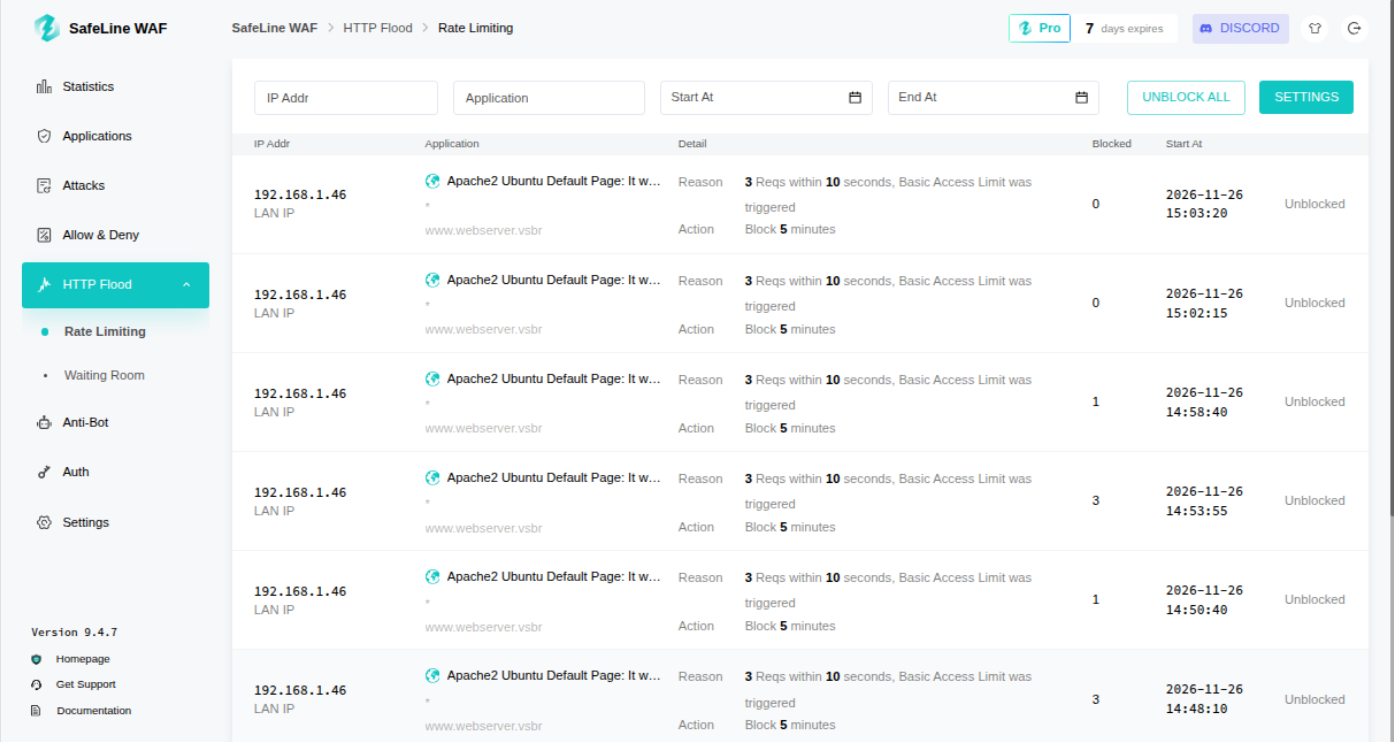 SafeLine WAF
SafeLine WAF > HTTP Flood > Rate Limiting
Pro
7 days expires
DISCORD
Statistics
Applications
Attacks
Allow & Deny
HTTP Flood
Rate Limiting
Waiting Room
Anti-Bot
Auth
Settings
Version 9.4.7
Homepage
Get Support
Documentation
IP Addr
Application
Start At
End At
UNBLOCK ALL
SETTINGS
IP Addr Application Detail Blocked Start At
192.168.1.46
LAN IP
Apache2 Ubuntu Default Page: It w...
*
www.webserver.vsbr
Reason 3 Reqs within 10 seconds, Basic Access Limit was
triggered
Action Block 5 minutes
0
2026-11-26
15:03:20
Unblocked
192.168.1.46
LAN IP
Apache2 Ubuntu Default Page: It w...
*
www.webserver.vsbr
Reason 3 Reqs within 10 seconds, Basic Access Limit was
triggered
Action Block 5 minutes
0
2026-11-26
15:02:15
Unblocked
192.168.1.46
LAN IP
Apache2 Ubuntu Default Page: It w...
*
www.webserver.vsbr
Reason 3 Reqs within 10 seconds, Basic Access Limit was
triggered
Action Block 5 minutes
1
2026-11-26
14:58:40
Unblocked
192.168.1.46
LAN IP
Apache2 Ubuntu Default Page: It w...
*
www.webserver.vsbr
Reason 3 Reqs within 10 seconds, Basic Access Limit was
triggered
Action Block 5 minutes
3
2026-11-26
14:53:55
Unblocked
192.168.1.46
LAN IP
Apache2 Ubuntu Default Page: It w...
*
www.webserver.vsbr
Reason 3 Reqs within 10 seconds, Basic Access Limit was
triggered
Action Block 5 minutes
1
2026-11-26
14:50:40
Unblocked
192.168.1.46
LAN IP
Apache2 Ubuntu Default Page: It w...
*
www.webserver.vsbr
Reason 3 Reqs within 10 seconds, Basic Access Limit was
triggered
Action Block 5 minutes
3
2026-11-26
14:48:10
Unblocked